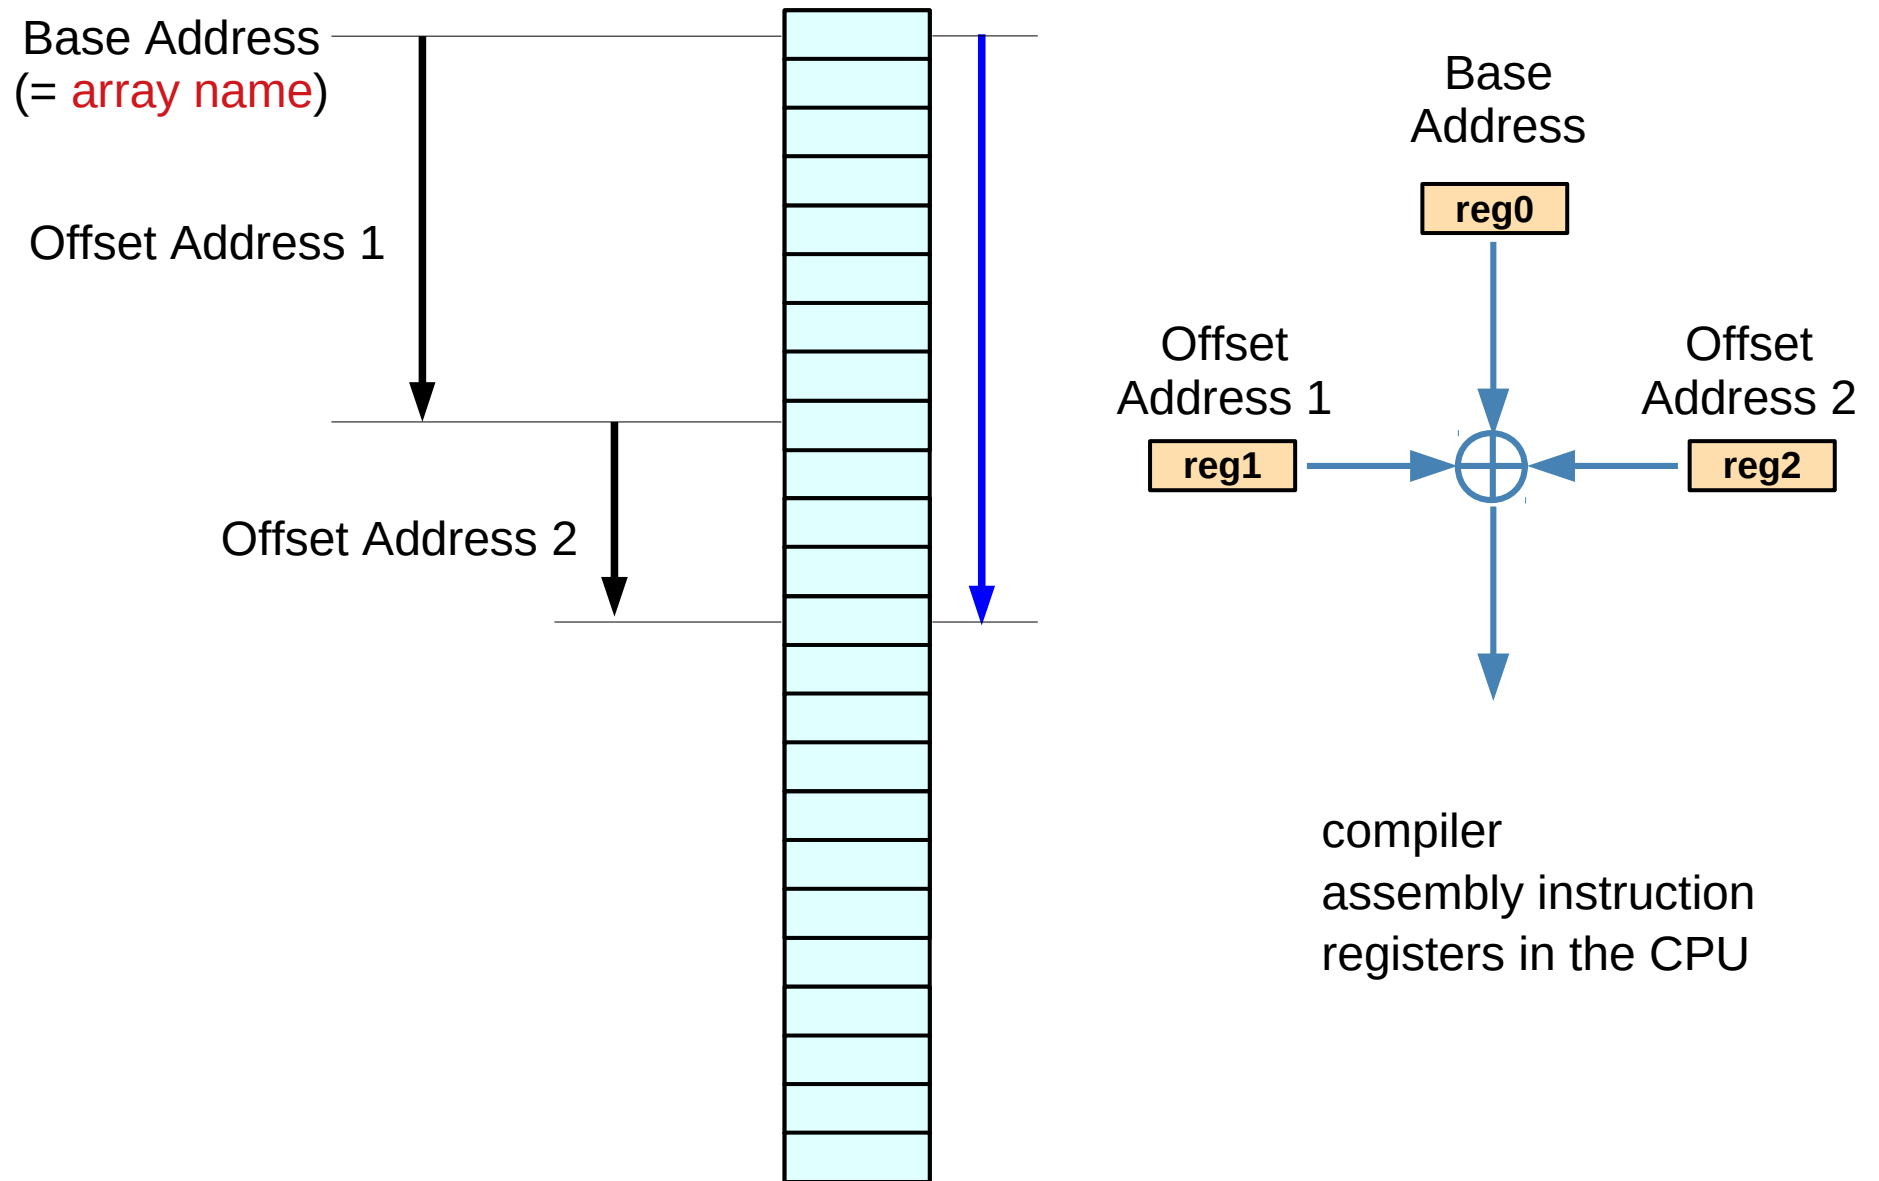 Base Address
(= array name)
Offset Address 1
Offset Address 2
Base
Address
reg0
Offset
Address 1
reg1
Offset
Address 2
reg2
compiler
assembly instruction
registers in the CPU